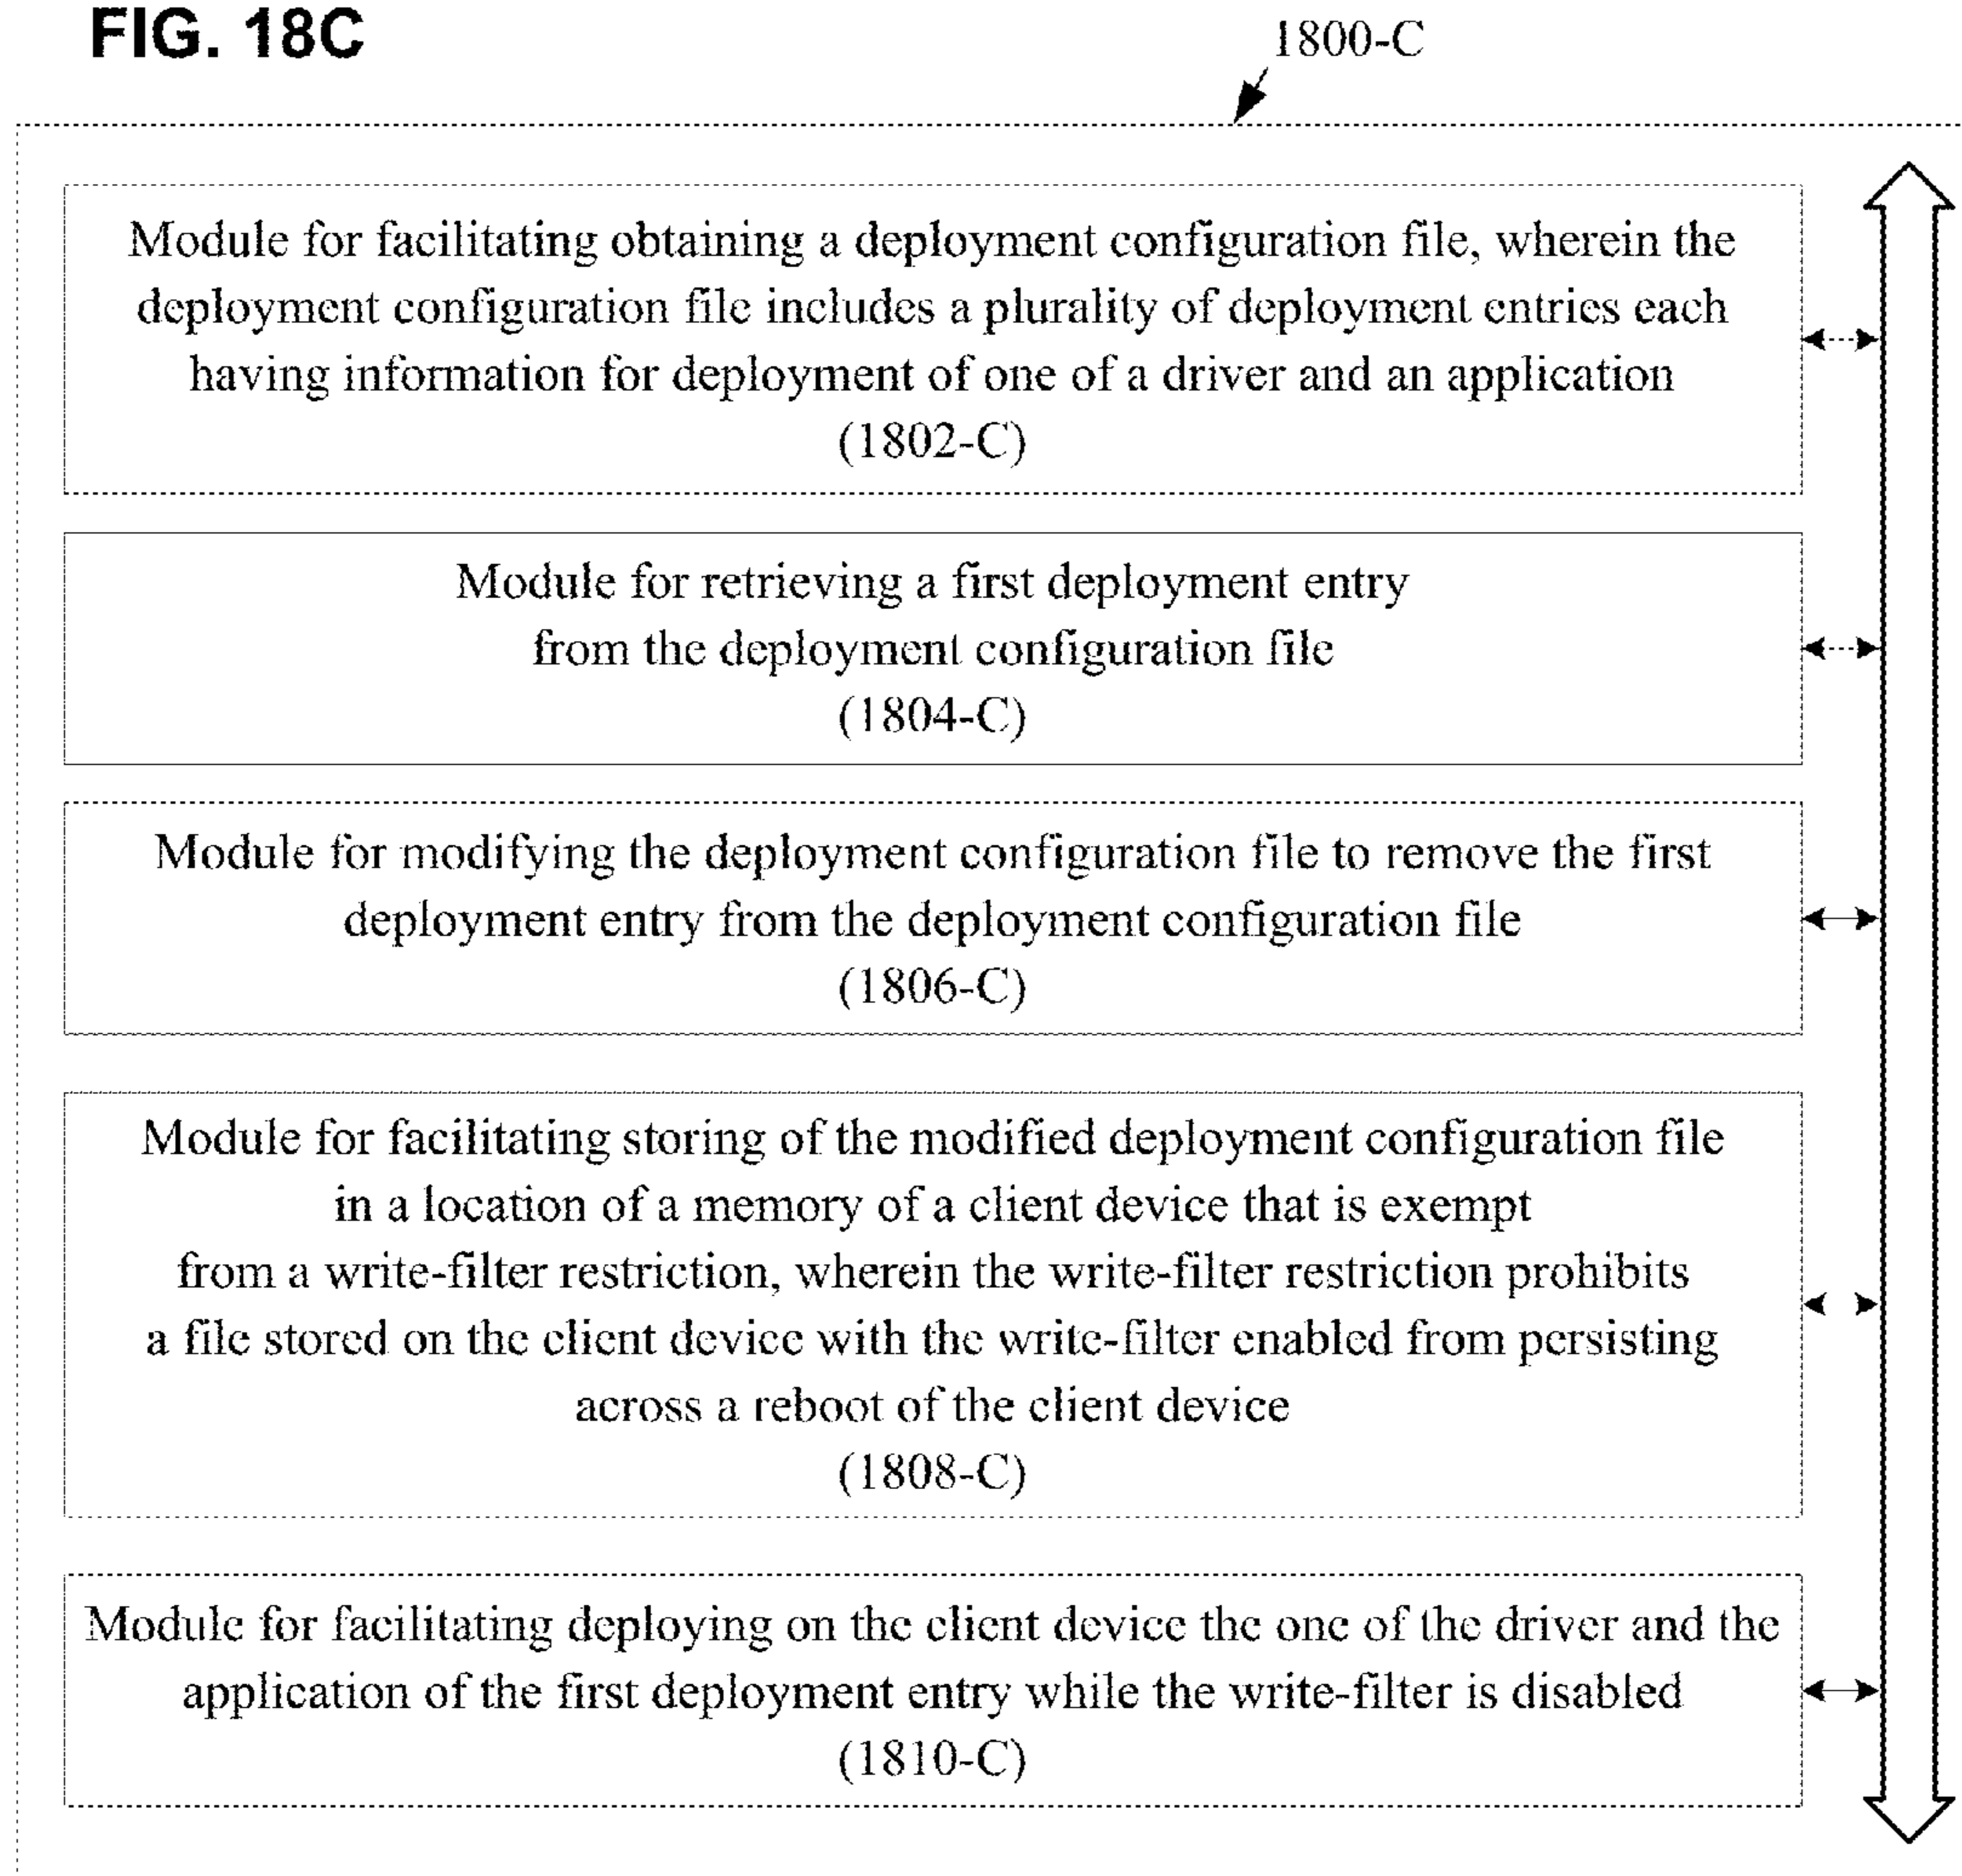 FIG. 18C
1800-C
Module for facilitating obtaining a deployment configuration file, wherein the
deployment configuration file includes a plurality of deployment entries each
having information for deployment of one of a driver and an application
(1802-C)
Module for retrieving a first deployment entry
from the deployment configuration file
(1804-C)
Module for modifying the deployment configuration file to remove the first
deployment entry from the deployment configuration file
(1806-C)
Module for facilitating storing of the modified deployment configuration file
in a location of a memory of a client device that is exempt
from a write-filter restriction, wherein the write-filter restriction prohibits
a file stored on the client device with the write-filter enabled from persisting
across a reboot of the client device
(1808-C)
Module for facilitating deploying on the client device the one of the driver and the
application of the first deployment entry while the write-filter is disabled
(1810-C)